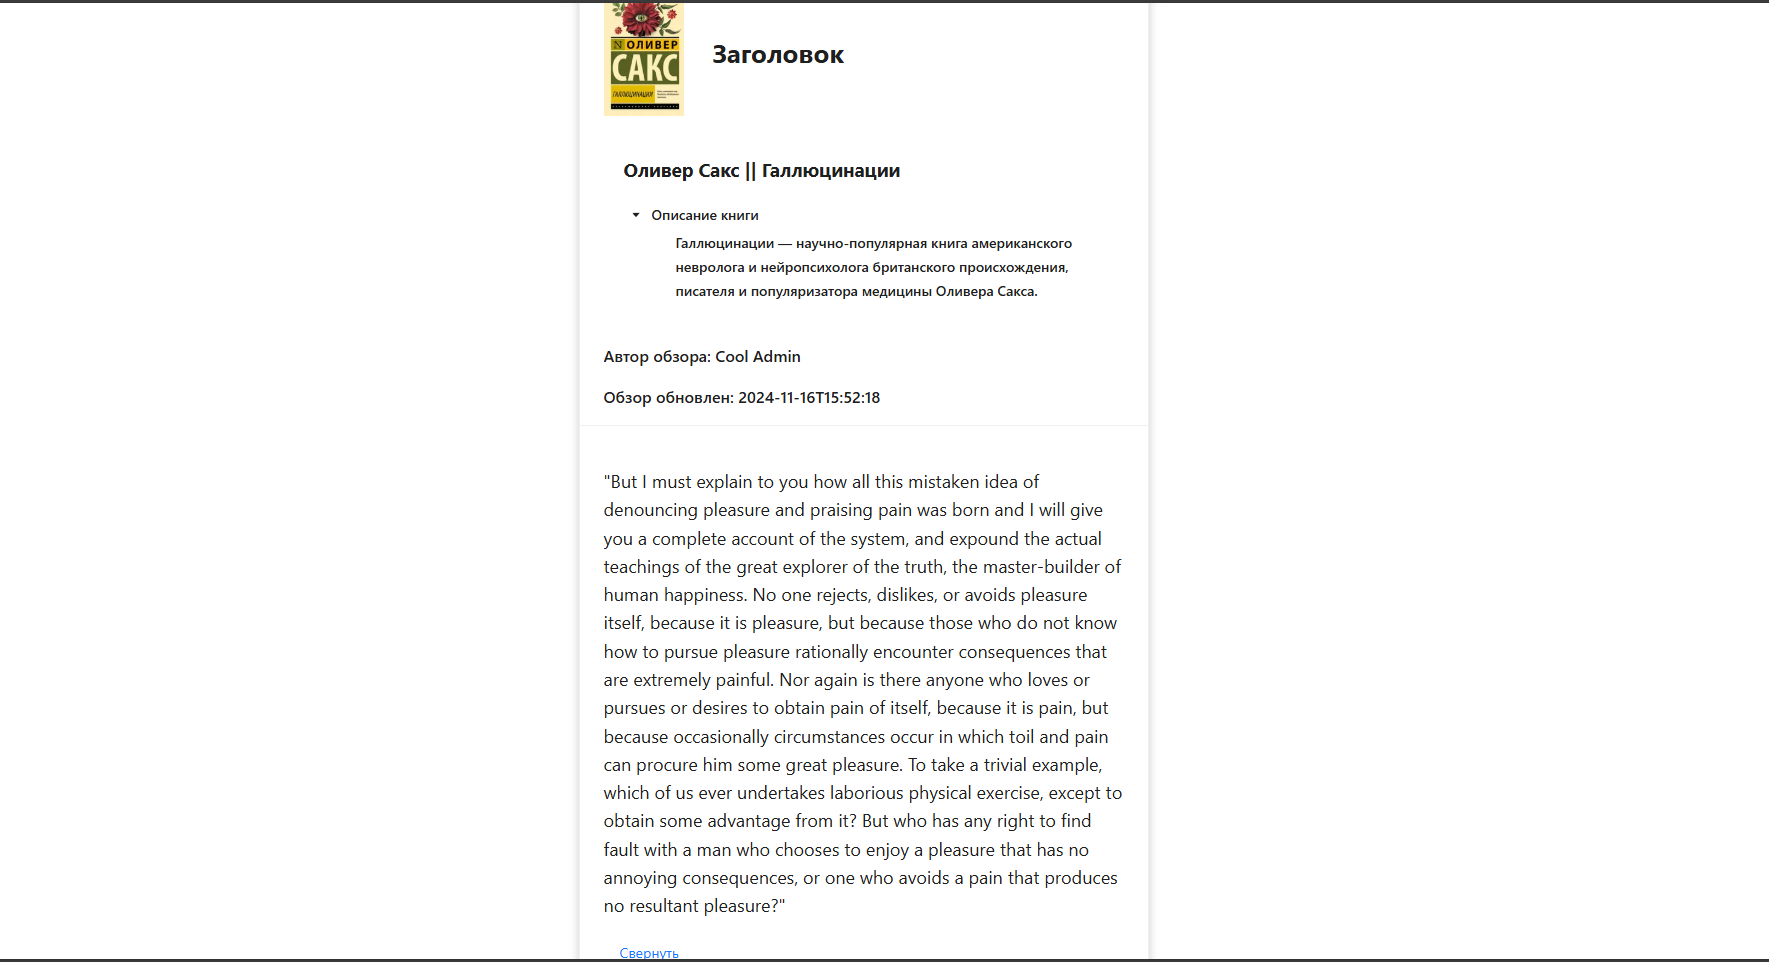 N ОЛИВЕР
САКС
ГАЛЛЮЦИНАЦИИ
Заголовок
Оливер Сакс || Галлюцинации
Описание книги
Галлюцинации — научно-популярная книга американского
невролога и нейропсихолога британского происхождения,
писателя и популяризатора медицины Оливера Сакса.
Автор обзора: Cool Admin
Обзор обновлен: 2024-11-16T15:52:18
"But I must explain to you how all this mistaken idea of
denouncing pleasure and praising pain was born and I will give
you a complete account of the system, and expound the actual
teachings of the great explorer of the truth, the master-builder of
human happiness. No one rejects, dislikes, or avoids pleasure
itself, because it is pleasure, but because those who do not know
how to pursue pleasure rationally encounter consequences that
are extremely painful. Nor again is there anyone who loves or
pursues or desires to obtain pain of itself, because it is pain, but
because occasionally circumstances occur in which toil and pain
can procure him some great pleasure. To take a trivial example,
which of us ever undertakes laborious physical exercise, except to
obtain some advantage from it? But who has any right to find
fault with a man who chooses to enjoy a pleasure that has no
annoying consequences, or one who avoids a pain that produces
no resultant pleasure?"
Свернуть